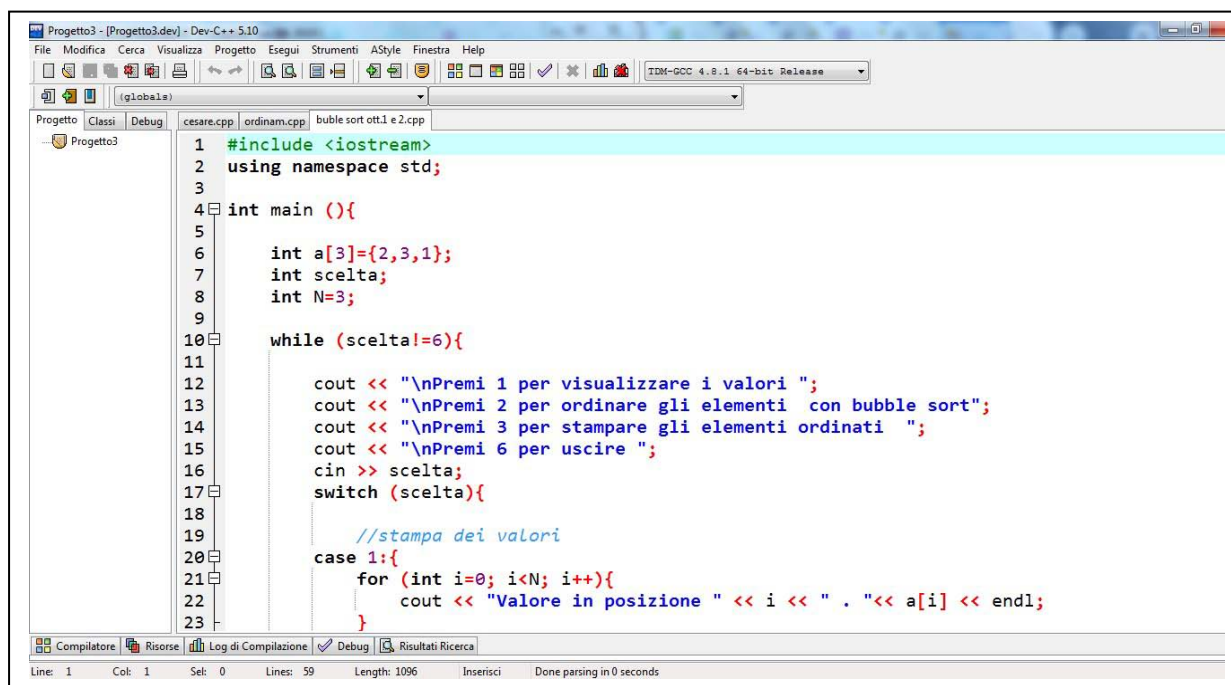 Progetto3 - [Progetto3.dev] - Dev-C++ 5.10
File Modifica Cerca Visualizza Progetto Esegui Strumenti AStyle Finestra Help
TDM-GCC 4.8.1 64-bit Release
(globals)
Progetto Classi Debug cesare.cpp ordinam.cpp buble sort ott.1 e 2.cpp
Progetto3
1 #include <iostream>
2 using namespace std;
3
4 int main (){
5
6 int a[3]={2,3,1};
7 int scelta;
8 int N=3;
9
10 while (scelta!=6){
11
12 cout << "\nPremi 1 per visualizzare i valori ";
13 cout << "\nPremi 2 per ordinare gli elementi  con bubble sort";
14 cout << "\nPremi 3 per stampare gli elementi ordinati  ";
15 cout << "\nPremi 6 per uscire ";
16 cin >> scelta;
17 switch (scelta){
18
19 //stampa dei valori
20 case 1:{
21 for (int i=0; i<N; i++){
22 cout << "Valore in posizione " << i << " . "<< a[i] << endl;
23 }
Compilatore Risorse Log di Compilazione Debug Risultati Ricerca
Line: 1 Col: 1 Sel: 0 Lines: 59 Length: 1096 Inserisci Done parsing in 0 seconds